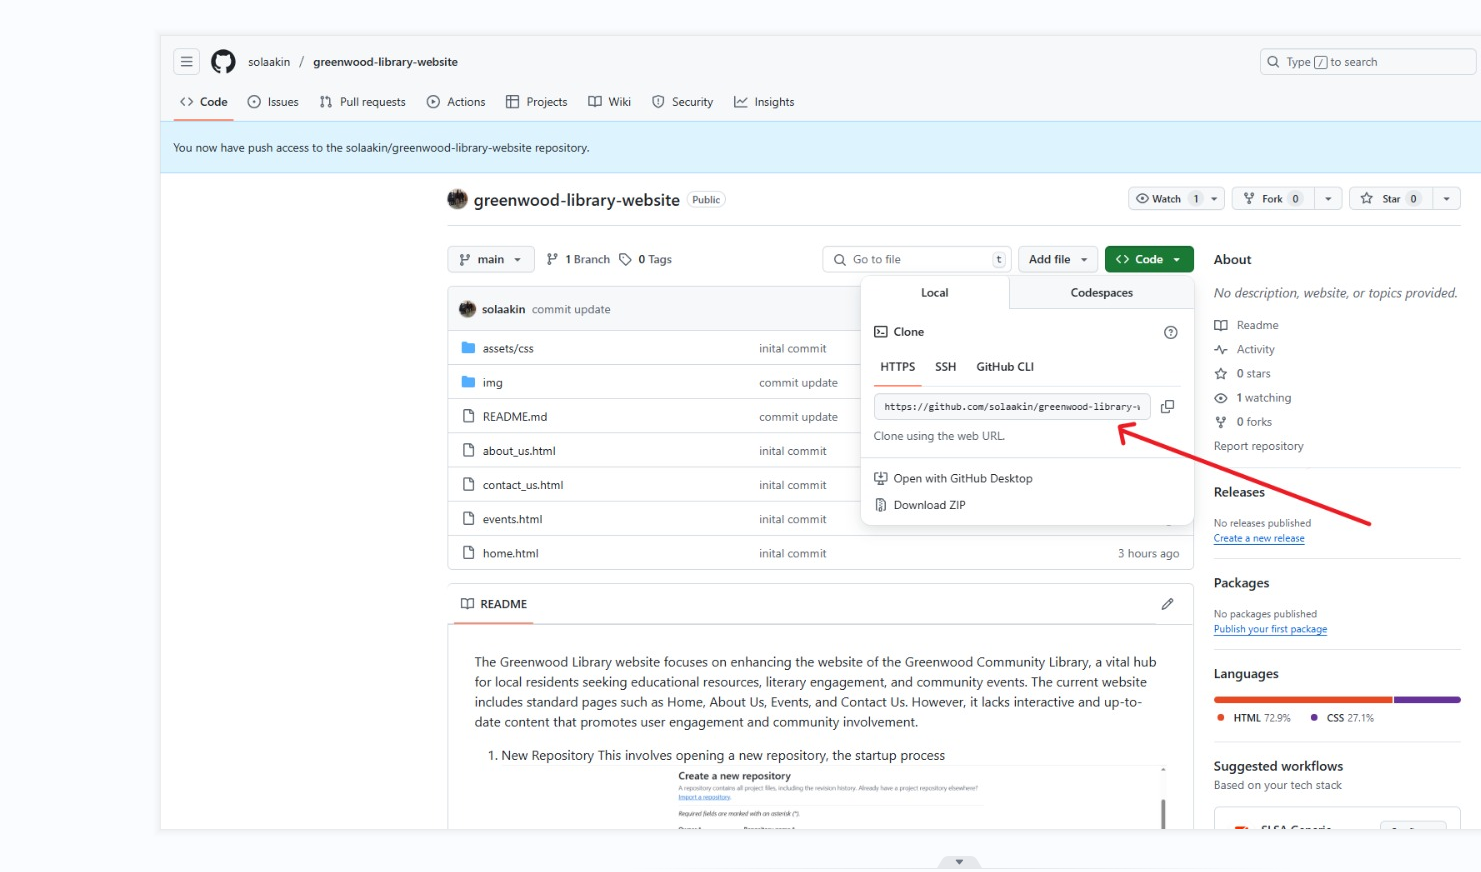 solaakin / greenwood-library-website
Type / to search
Code Issues Pull requests Actions Projects Wiki Security Insights
You now have push access to the solaakin/greenwood-library-website repository.
greenwood-library-website Public
Watch 1 Fork 0 Star 0
main 1 Branch 0 Tags Go to file t Add file Code
solaakin commit update
assets/css inital commit
img commit update
README.md commit update
about_us.html inital commit
contact_us.html inital commit
events.html inital commit
home.html inital commit 3 hours ago
Local Codespaces
Clone
HTTPS SSH GitHub CLI
https://github.com/solaakin/greenwood-library-
Clone using the web URL.
Open with GitHub Desktop
Download ZIP
About
No description, website, or topics provided.
Readme
Activity
0 stars
1 watching
0 forks
Report repository
Releases
No releases published
Create a new release
Packages
No packages published
Publish your first package
Languages
HTML 72.9% CSS 27.1%
Suggested workflows
Based on your tech stack
README
The Greenwood Library website focuses on enhancing the website of the Greenwood Community Library, a vital hub
for local residents seeking educational resources, literary engagement, and community events. The current website
includes standard pages such as Home, About Us, Events, and Contact Us. However, it lacks interactive and up-to-
date content that promotes user engagement and community involvement.
1. New Repository This involves opening a new repository, the startup process
Create a new repository
A repository contains all project files, including the revision history. Already have a project repository elsewhere?
Import a repository.
Required fields are marked with an asterisk (*).